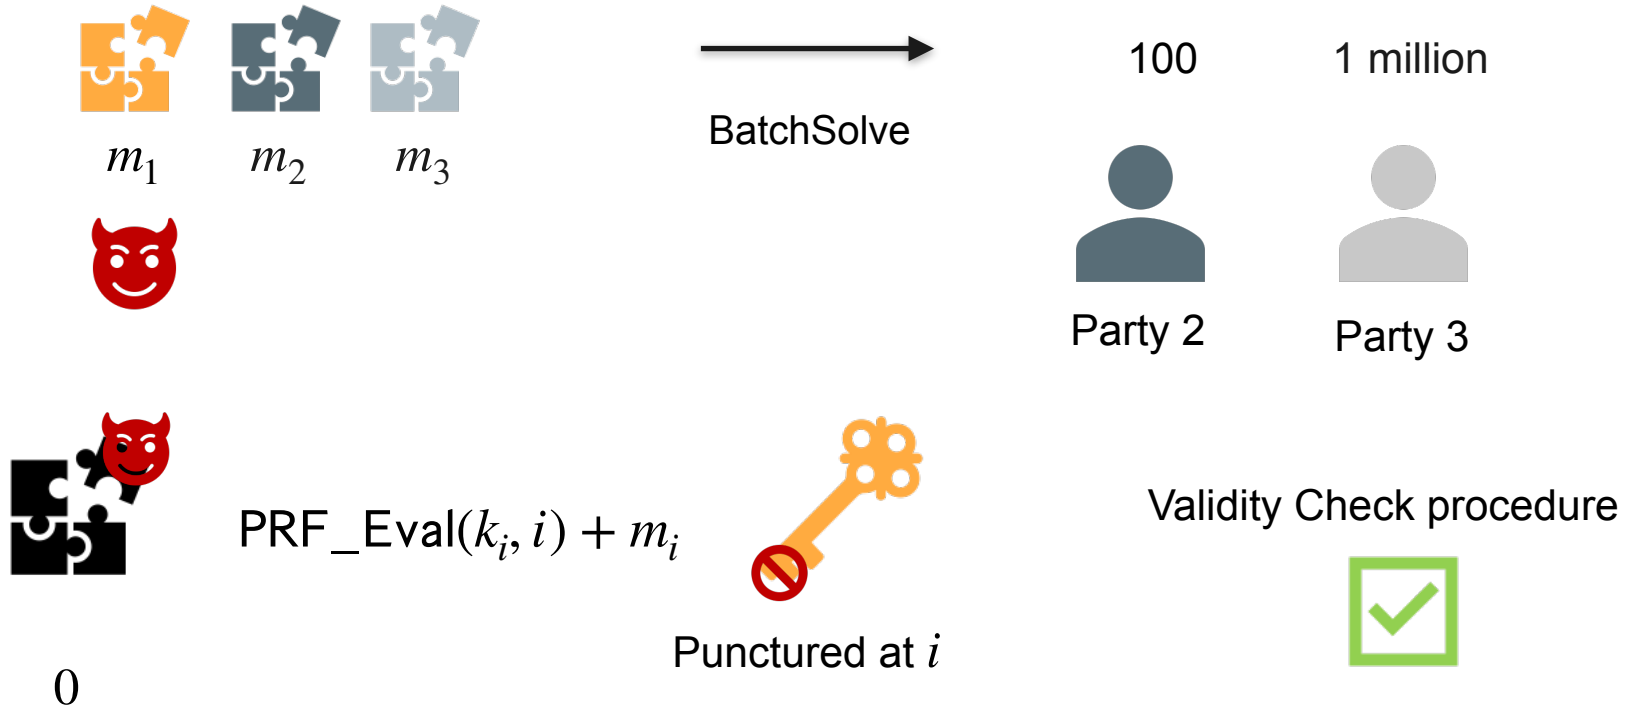 100 1 million
BatchSolve
m₁ m₂ m₃
Party 2 Party 3
Validity Check procedure
PRF_Eval(kᵢ, i) + mᵢ
Punctured at i
0